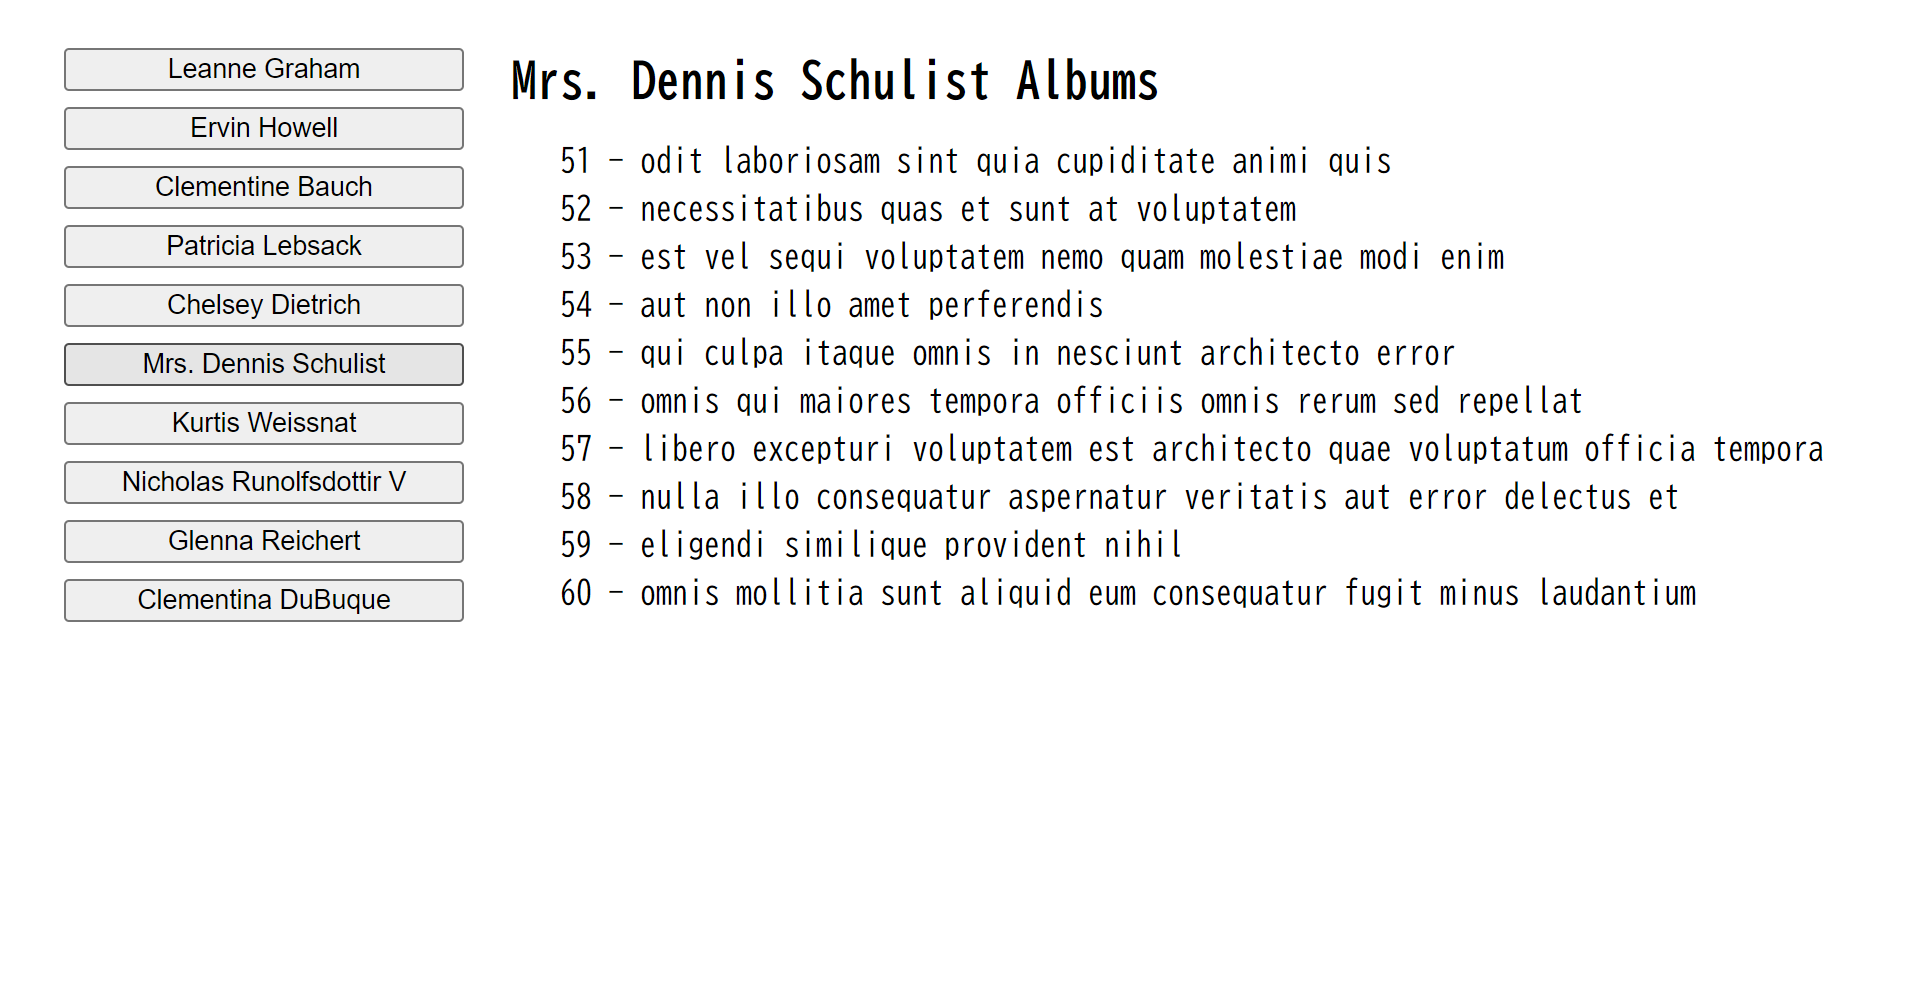 Leanne Graham
Ervin Howell
Clementine Bauch
Patricia Lebsack
Chelsey Dietrich
Mrs. Dennis Schulist
Kurtis Weissnat
Nicholas Runolfsdottir V
Glenna Reichert
Clementina DuBuque
Mrs. Dennis Schulist Albums
51 - odit laboriosam sint quia cupiditate animi quis
52 - necessitatibus quas et sunt at voluptatem
53 - est vel sequi voluptatem nemo quam molestiae modi enim
54 - aut non illo amet perferendis
55 - qui culpa itaque omnis in nesciunt architecto error
56 - omnis qui maiores tempora officiis omnis rerum sed repellat
57 - libero excepturi voluptatem est architecto quae voluptatum officia tempora
58 - nulla illo consequatur aspernatur veritatis aut error delectus et
59 - eligendi similique provident nihil
60 - omnis mollitia sunt aliquid eum consequatur fugit minus laudantium